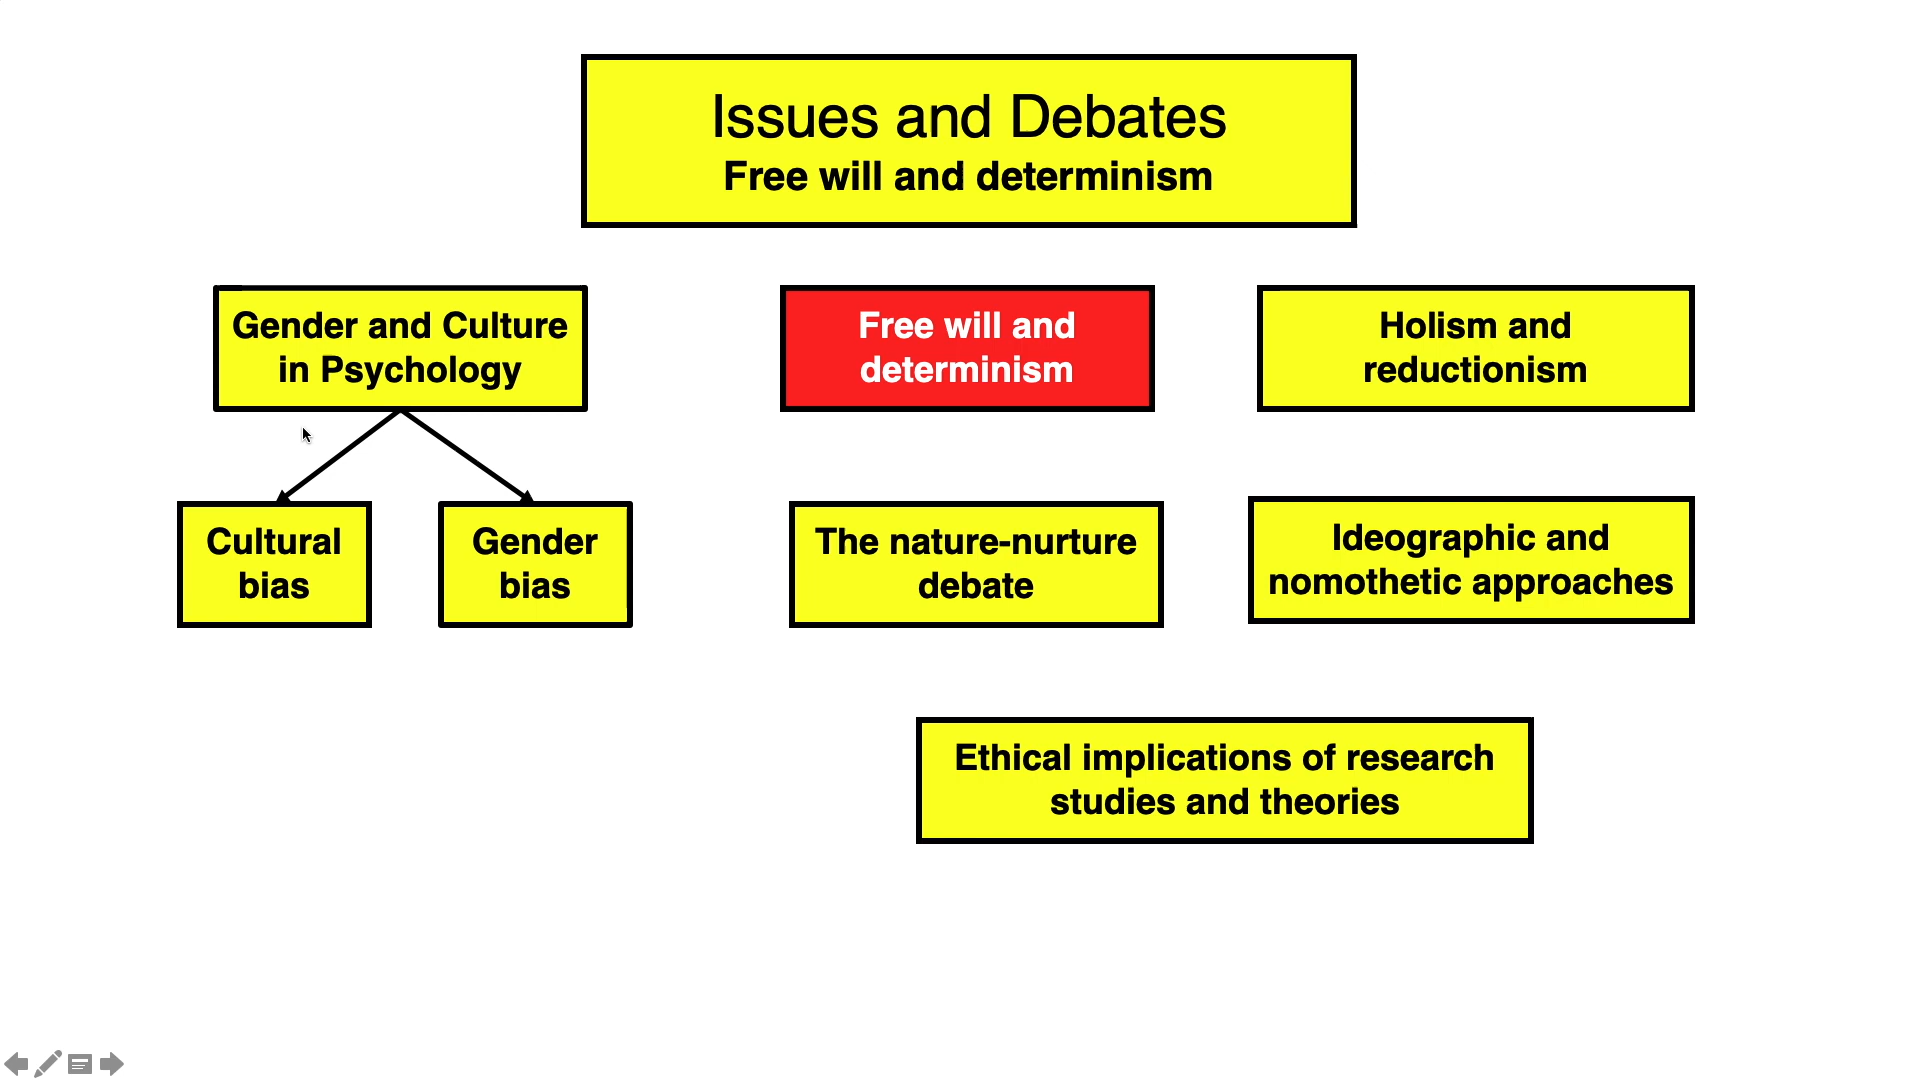 Issues and Debates
Free will and determinism
Gender and Culture
in Psychology
Free will and
determinism
Holism and
reductionism
Cultural
bias
Gender
bias
The nature-nurture
debate
Ideographic and
nomothetic approaches
Ethical implications of research
studies and theories